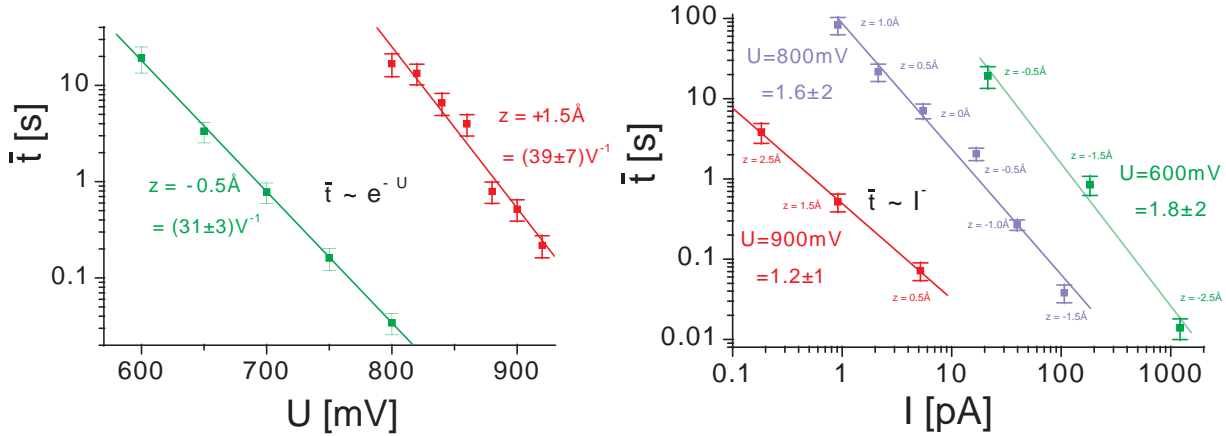 10
1
0.1
t̄ [s]
600
700
800
900
U [mV]
z = +1.5Å
= (39±7)V⁻¹
z = - 0.5Å
= (31±3)V⁻¹
t̄ ~ e⁻ ᵁ
100
10
1
0.1
0.01
t̄ [s]
0.1
1
10
100
1000
I [pA]
z = 1.0Å
z = 0.5Å
z = 0Å
z = -0.5Å
z = -1.0Å
z = -1.5Å
U=800mV
=1.6±2
z = -0.5Å
z = -1.5Å
z = -2.5Å
U=600mV
=1.8±2
z = 2.5Å
z = 1.5Å
z = 0.5Å
U=900mV
=1.2±1
t̄ ~ I⁻